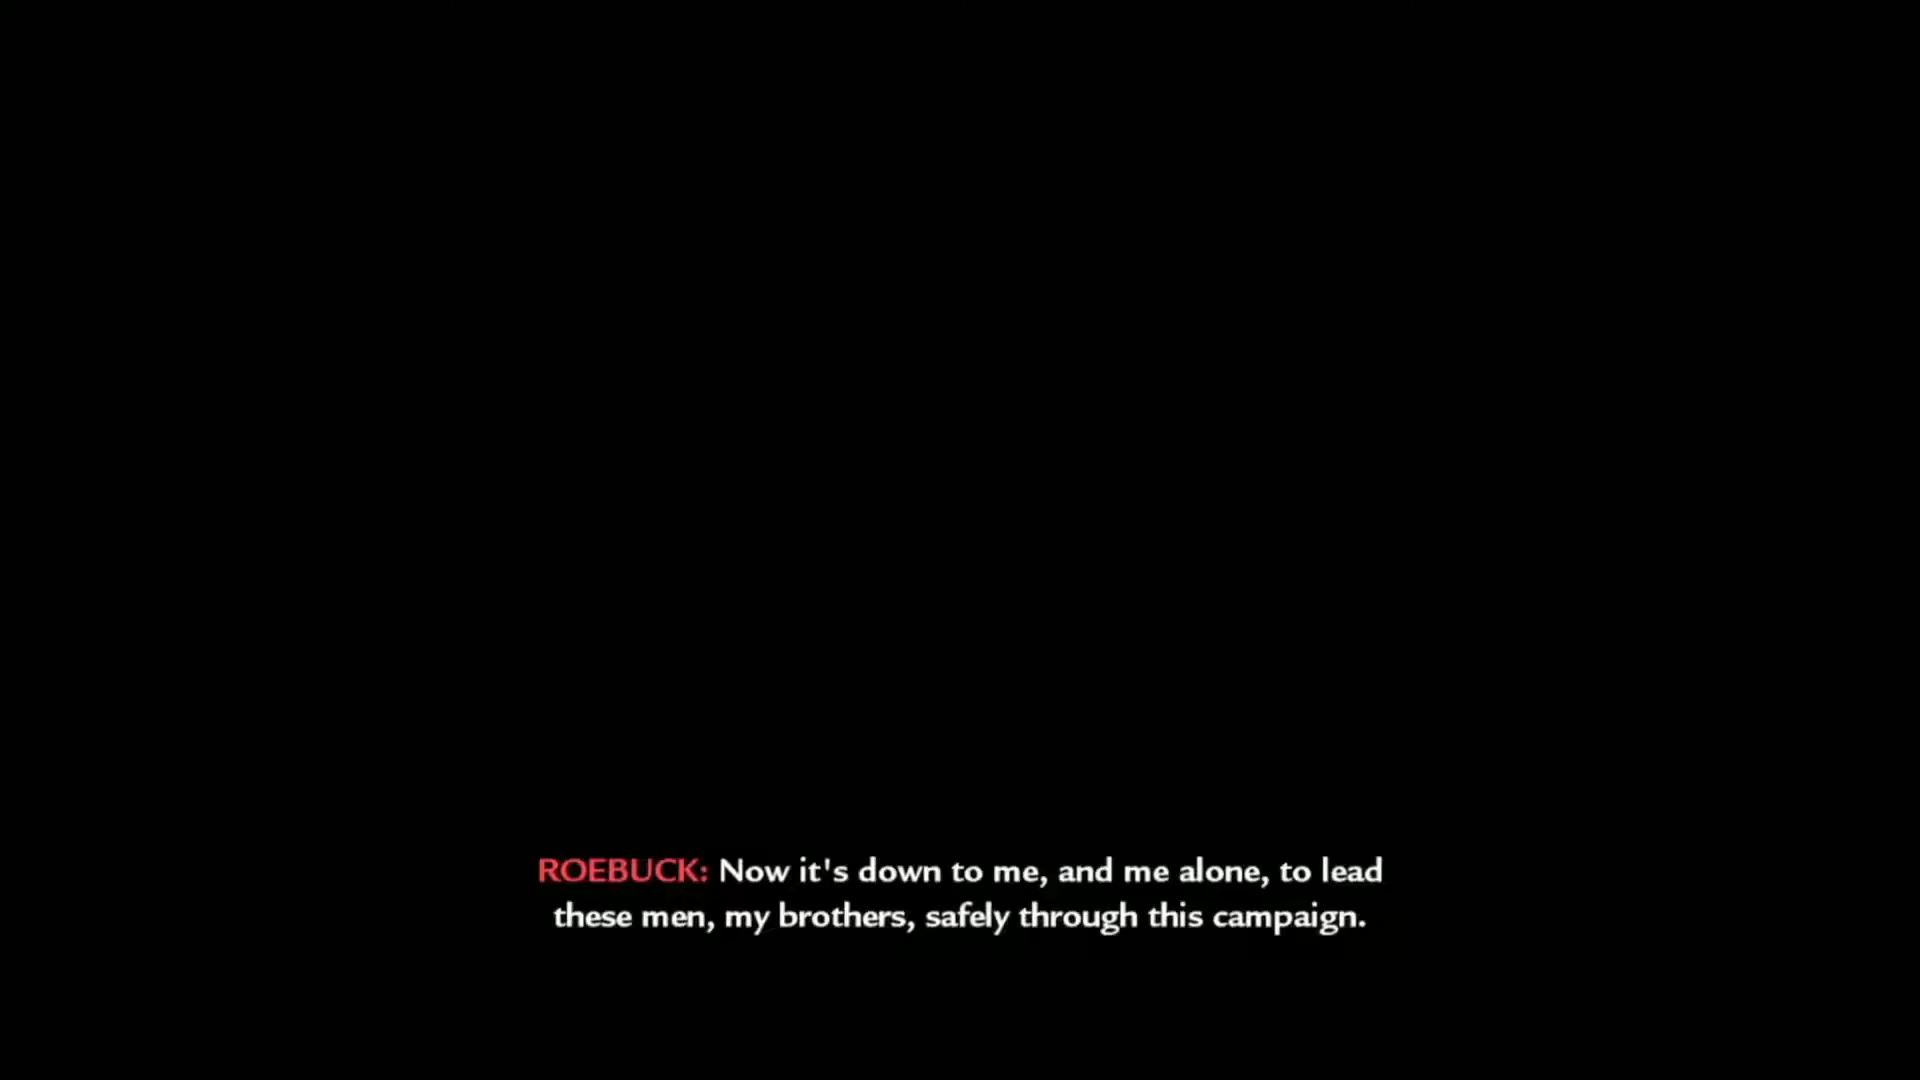 ROEBUCK: Now it's down to me, and me alone, to lead
these men, my brothers, safely through this campaign.